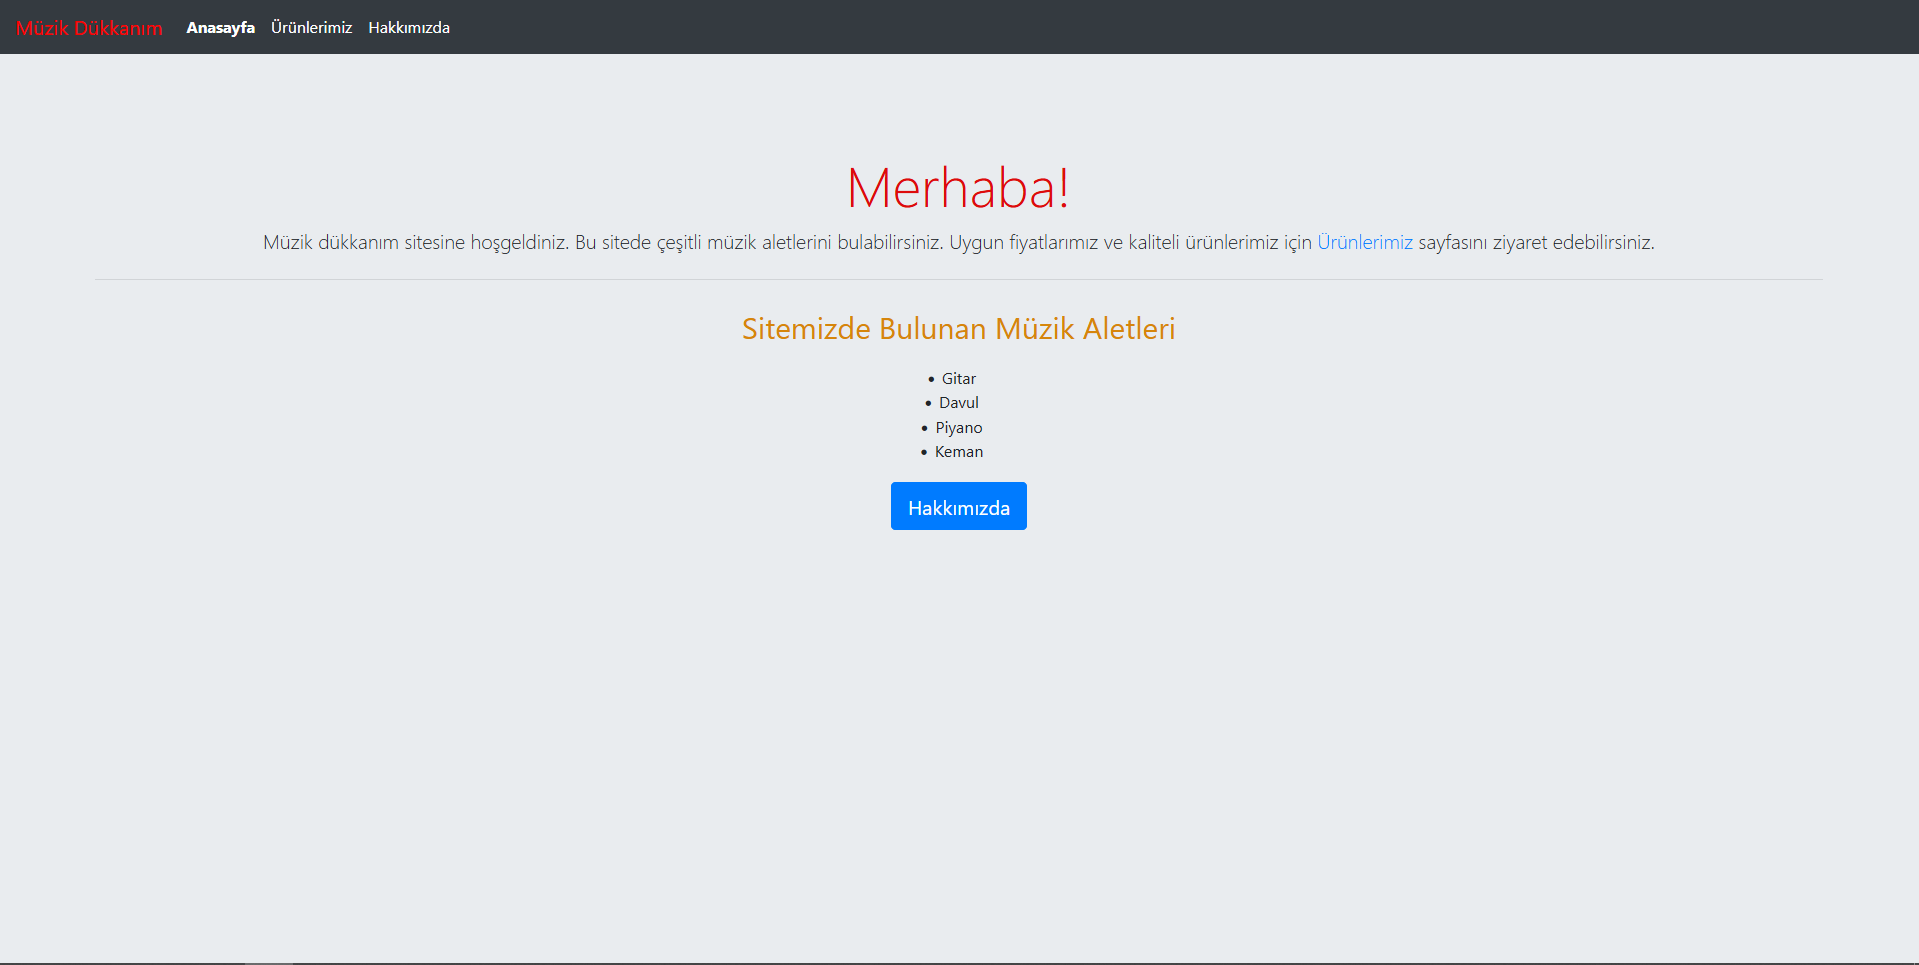 Müzik Dükkanım Anasayfa Ürünlerimiz Hakkımızda
Merhaba!
Müzik dükkanım sitesine hoşgeldiniz. Bu sitede çeşitli müzik aletlerini bulabilirsiniz. Uygun fiyatlarımız ve kaliteli ürünlerimiz için Ürünlerimiz sayfasını ziyaret edebilirsiniz.
Sitemizde Bulunan Müzik Aletleri
• Gitar
• Davul
• Piyano
• Keman
Hakkımızda